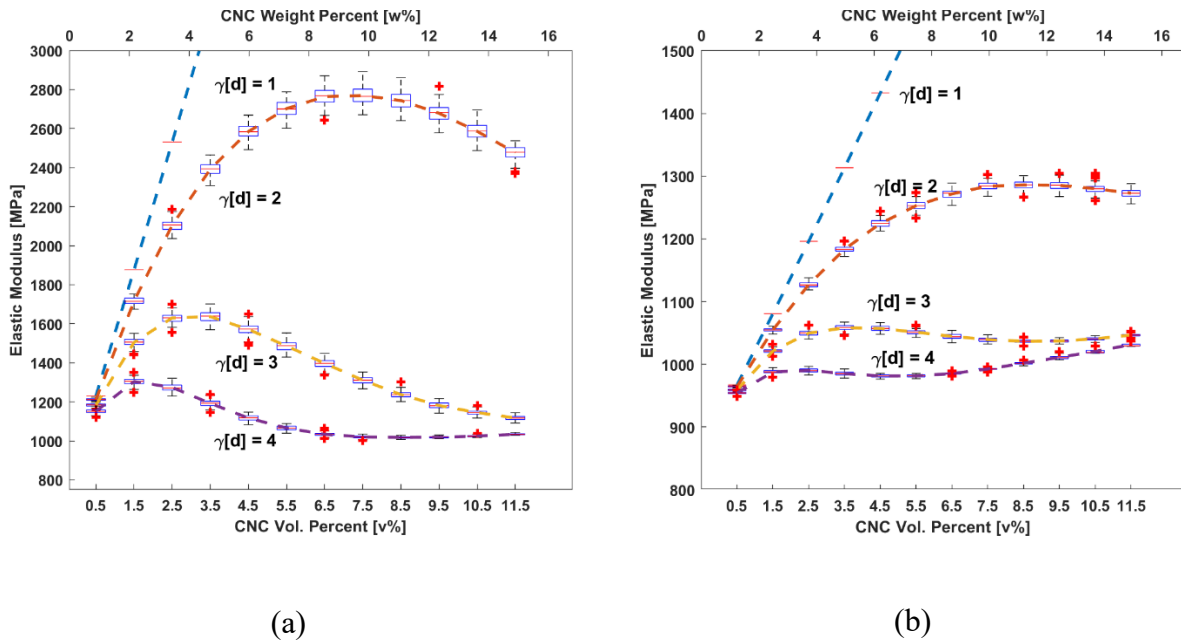 CNC Weight Percent [w%]
0 2 4 6 8 10 12 14 16
3000
2800
2600
2400
2200
2000
1800
1600
1400
1200
1000
800
Elastic Modulus [MPa]
γ[d] = 1
γ[d] = 2
γ[d] = 3
γ[d] = 4
0.5 1.5 2.5 3.5 4.5 5.5 6.5 7.5 8.5 9.5 10.5 11.5
CNC Vol. Percent [v%]
(a)
CNC Weight Percent [w%]
0 2 4 6 8 10 12 14 16
1500
1400
1300
1200
1100
1000
900
800
Elastic Modulus [MPa]
γ[d] = 1
γ[d] = 2
γ[d] = 3
γ[d] = 4
0.5 1.5 2.5 3.5 4.5 5.5 6.5 7.5 8.5 9.5 10.5 11.5
CNC Vol. Percent [v%]
(b)